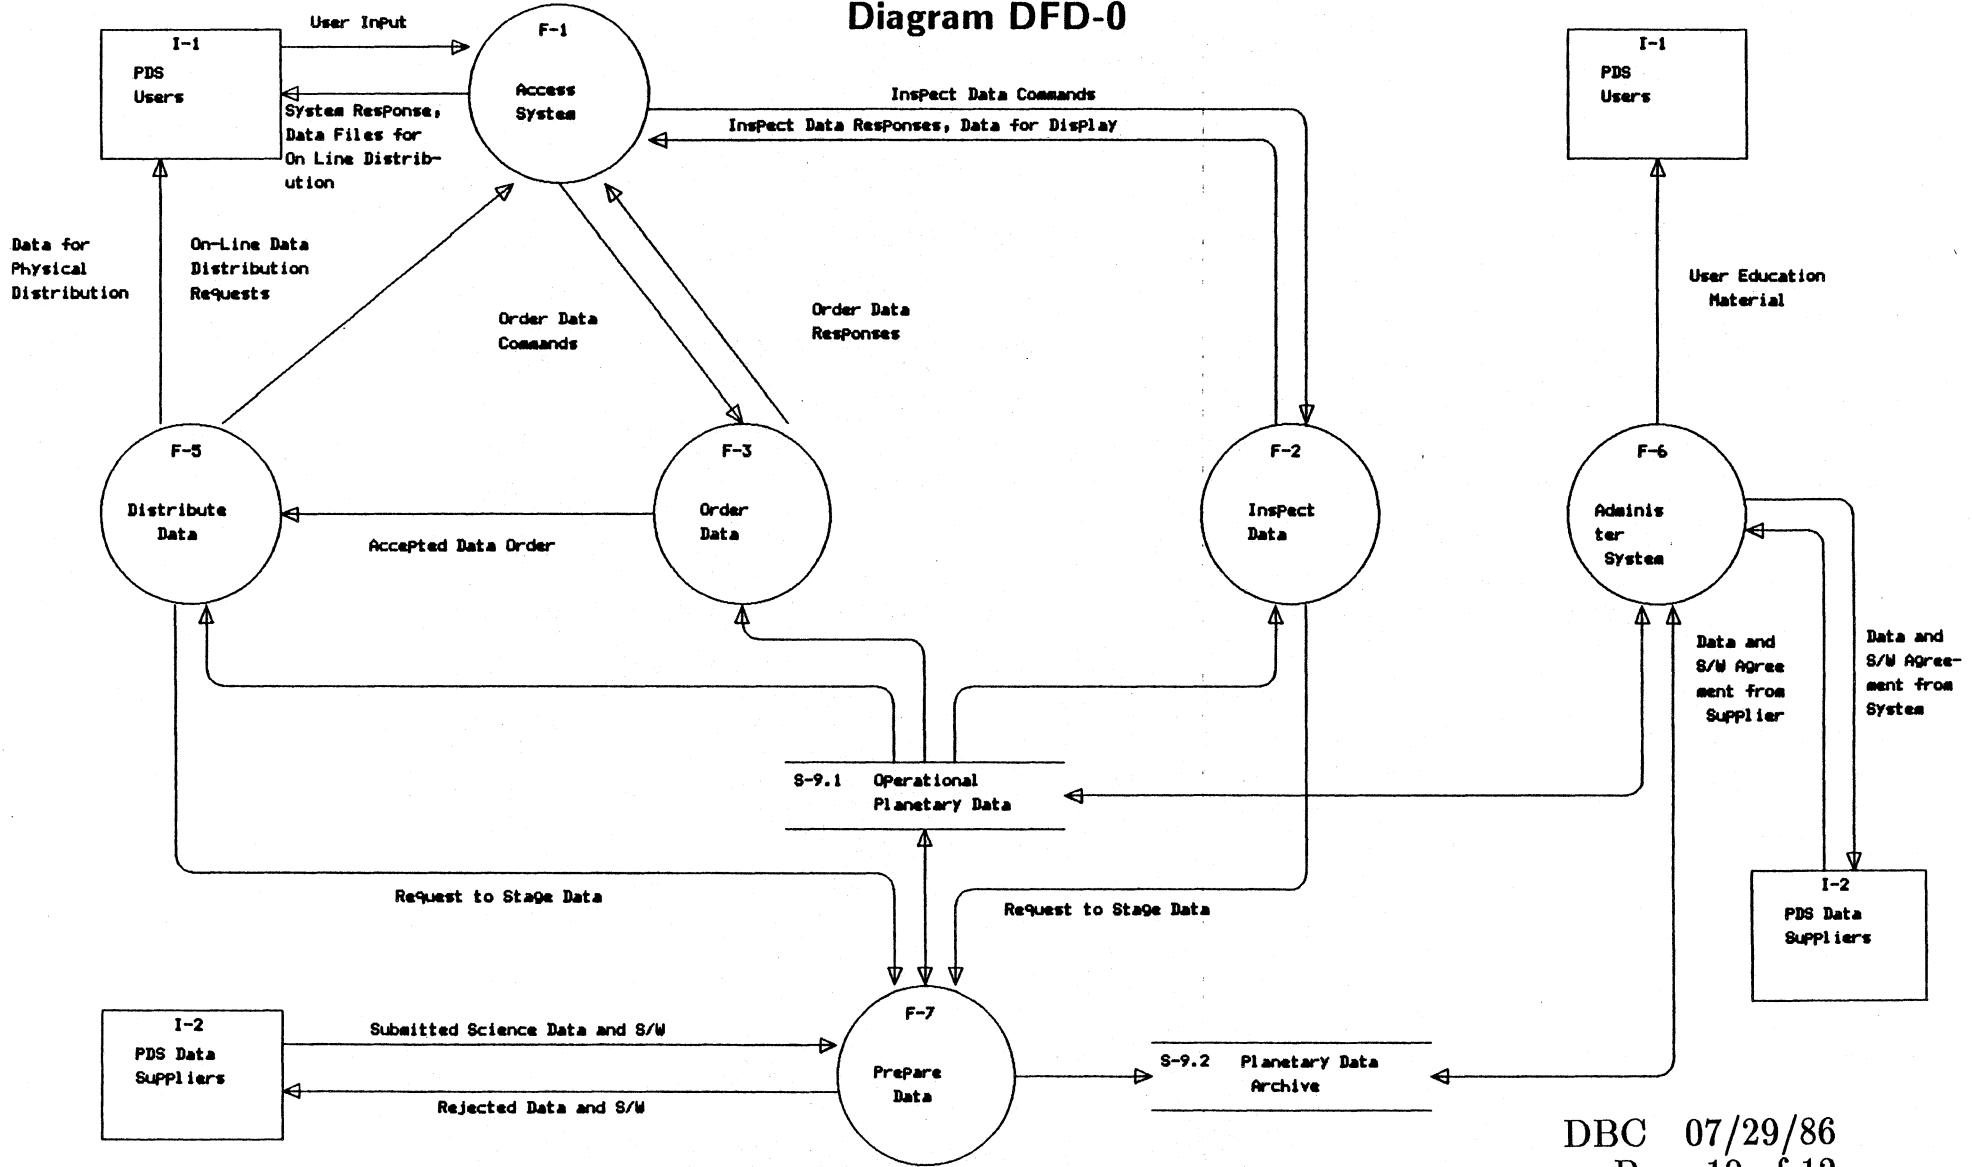 Diagram DFD-0
I-1
PDS
Users
User Input
F-1
Access
System
System Response,
Data Files for
On Line Distrib-
ution
Inspect Data Commands
Inspect Data Responses, Data for Display
I-1
PDS
Users
Data for
Physical
Distribution
On-Line Data
Distribution
Requests
Order Data
Commands
Order Data
Responses
User Education
Material
F-5
Distribute
Data
F-3
Order
Data
Accepted Data Order
F-2
Inspect
Data
F-6
Adminis
ter
System
Data and
S/W Agree
ment from
Supplier
Data and
S/W Agree-
ment from
System
S-9.1 Operational
Planetary Data
Request to Stage Data
Request to Stage Data
I-2
PDS Data
Suppliers
I-2
PDS Data
Suppliers
Submitted Science Data and S/W
Rejected Data and S/W
F-7
Prepare
Data
S-9.2 Planetary Data
Archive
DBC 07/29/86